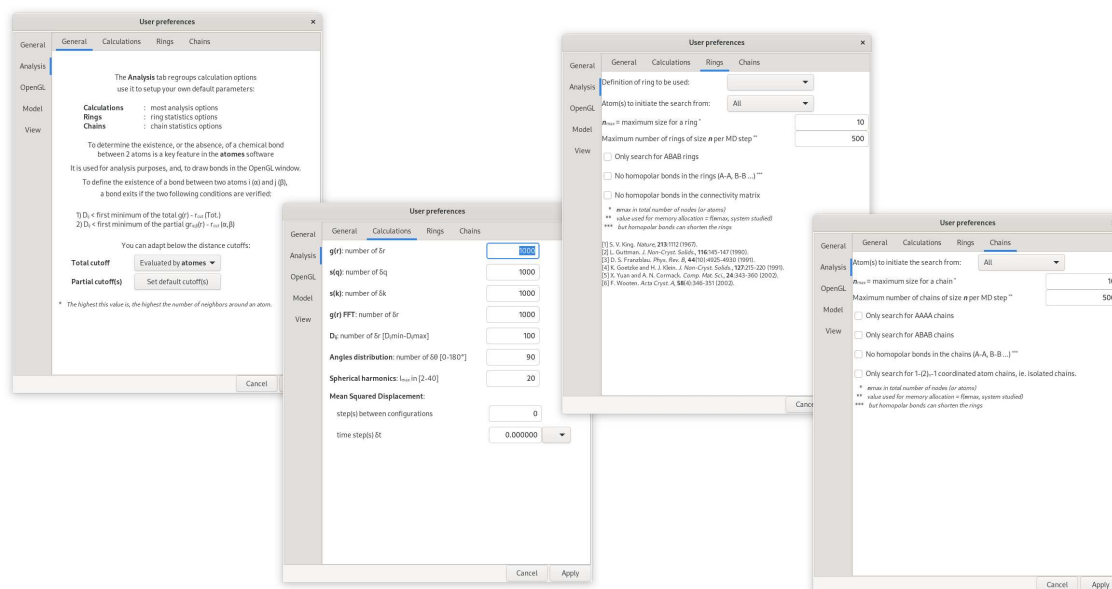 User preferences ×
General
Analysis
OpenGL
Model
View
General Calculations Rings Chains
The Analysis tab regroups calculation options
use it to setup your own default parameters:
Calculations : most analysis options
Rings : ring statistics options
Chains : chain statistics options
To determine the existence, or the absence, of a chemical bond
between 2 atoms is a key feature in the atomes software
It is used for analysis purposes, and, to draw bonds in the OpenGL window.
To define the existence of a bond between two atoms i (α) and j (β),
a bond exits if the two following conditions are verified:
1) Dij < first minimum of the total g(r) - rcut (Tot.)
2) Dij < first minimum of the partial grαβ(r) - rcut (α,β)
You can adapt below the distance cutoffs:
Total cutoff Evaluated by atomes
Partial cutoff(s) Set default cutoff(s)
* The highest this value is, the highest the number of neighbors around an atom.
Cancel
User preferences
General
Analysis
OpenGL
Model
View
General Calculations Rings Chains
g(r): number of δr 1000
s(q): number of δq 1000
s(k): number of δk 1000
g(r) FFT: number of δr 1000
Dij: number of δr [Dijmin-Dijmax] 100
Angles distribution: number of δθ [0-180°] 90
Spherical harmonics: lmax in [2-40] 20
Mean Squared Displacement:
step(s) between configurations 0
time step(s) δt 0.000000
Cancel Apply
User preferences ×
General
Analysis
OpenGL
Model
View
General Calculations Rings Chains
Definition of ring to be used:
Atom(s) to initiate the search from: All
nmax = maximum size for a ring * 10
Maximum number of rings of size n per MD step ** 500
Only search for ABAB rings
No homopolar bonds in the rings (A-A, B-B ...) ***
No homopolar bonds in the connectivity matrix
* nmax in total number of nodes (or atoms)
** value used for memory allocation = f(nmax, system studied)
*** but homopolar bonds can shorten the rings
[1] S. V. King. Nature, 213:1112 (1967).
[2] L. Guttman. J. Non-Cryst. Solids., 116:145-147 (1990).
[3] D. S. Franzblau. Phys. Rev. B, 44(10):4925-4930 (1991).
[4] K. Goetzke and H. J. Klein. J. Non-Cryst. Solids., 127:215-220 (1991).
[5] X. Yuan and A. N. Cormack. Comp. Mat. Sci., 24:343-360 (2002).
[6] F. Wooten. Acta Cryst. A, 58(4):346-351 (2002).
Cance
User preferences
General
Analysis
OpenGL
Model
View
General Calculations Rings Chains
Atom(s) to initiate the search from: All
nmax = maximum size for a chain * 10
Maximum number of chains of size n per MD step ** 500
Only search for AAAA chains
Only search for ABAB chains
No homopolar bonds in the chains (A-A, B-B ...) ***
Only search for 1-(2)n-1 coordinated atom chains, ie. isolated chains.
* nmax in total number of nodes (or atoms)
** value used for memory allocation = f(nmax, system studied)
*** but homopolar bonds can shorten the rings
Cancel Apply